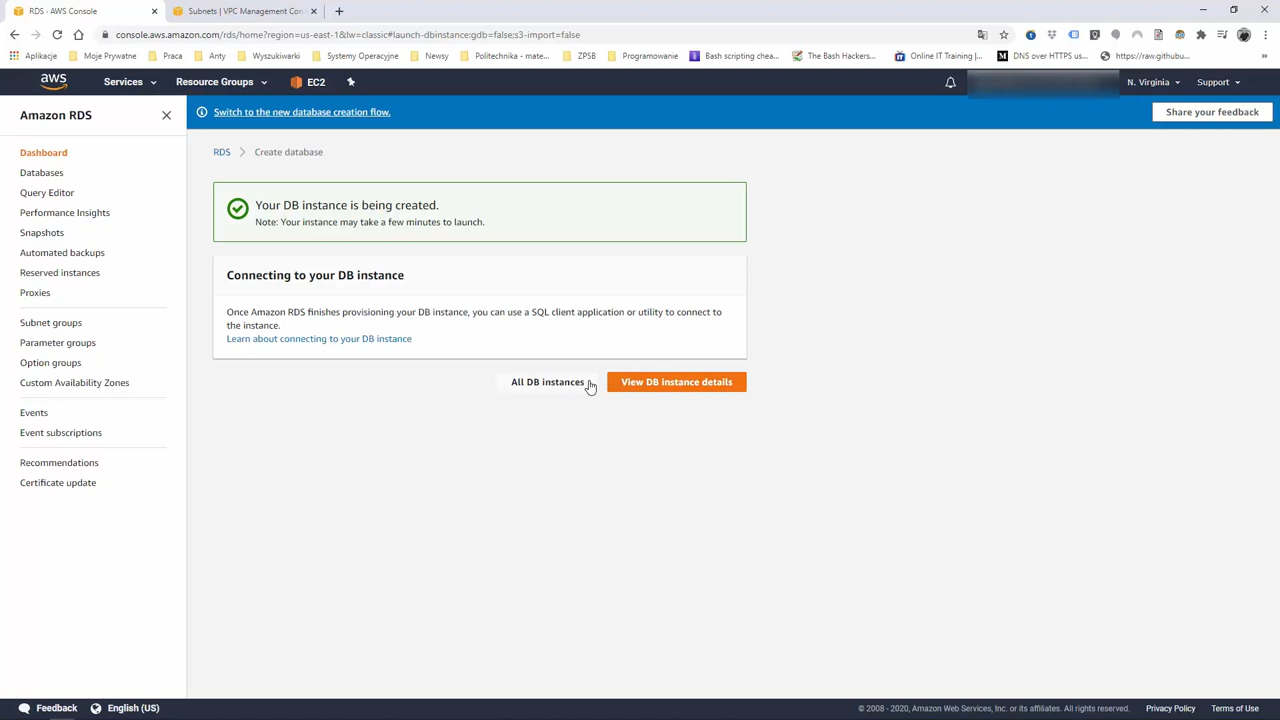 RDS - AWS Console
Subnets | VPC Management Con
console.aws.amazon.com/rds/home?region=us-east-1&lw=classic#launch-dbinstance:gdb=false;s3-import=false
Aplikacje
Moje Prywatne
Praca
Anty
Wyszukiwarki
Systemy Operacyjne
Newsy
Politechnika - mate...
ZPSB
Programowanie
Bash scripting chea...
The Bash Hackers...
Online IT Training |...
DNS over HTTPS us...
https://raw.githubu...
aws
Services
Resource Groups
EC2
N. Virginia
Support
Amazon RDS
Switch to the new database creation flow.
Share your feedback
Dashboard
Databases
Query Editor
Performance Insights
Snapshots
Automated backups
Reserved instances
Proxies
Subnet groups
Parameter groups
Option groups
Custom Availability Zones
Events
Event subscriptions
Recommendations
Certificate update
RDS > Create database
Your DB instance is being created.
Note: Your instance may take a few minutes to launch.
Connecting to your DB instance
Once Amazon RDS finishes provisioning your DB instance, you can use a SQL client application or utility to connect to
the instance.
Learn about connecting to your DB instance
All DB instances
View DB instance details
Feedback
English (US)
© 2008 - 2020, Amazon Web Services, Inc. or its affiliates. All rights reserved.
Privacy Policy
Terms of Use